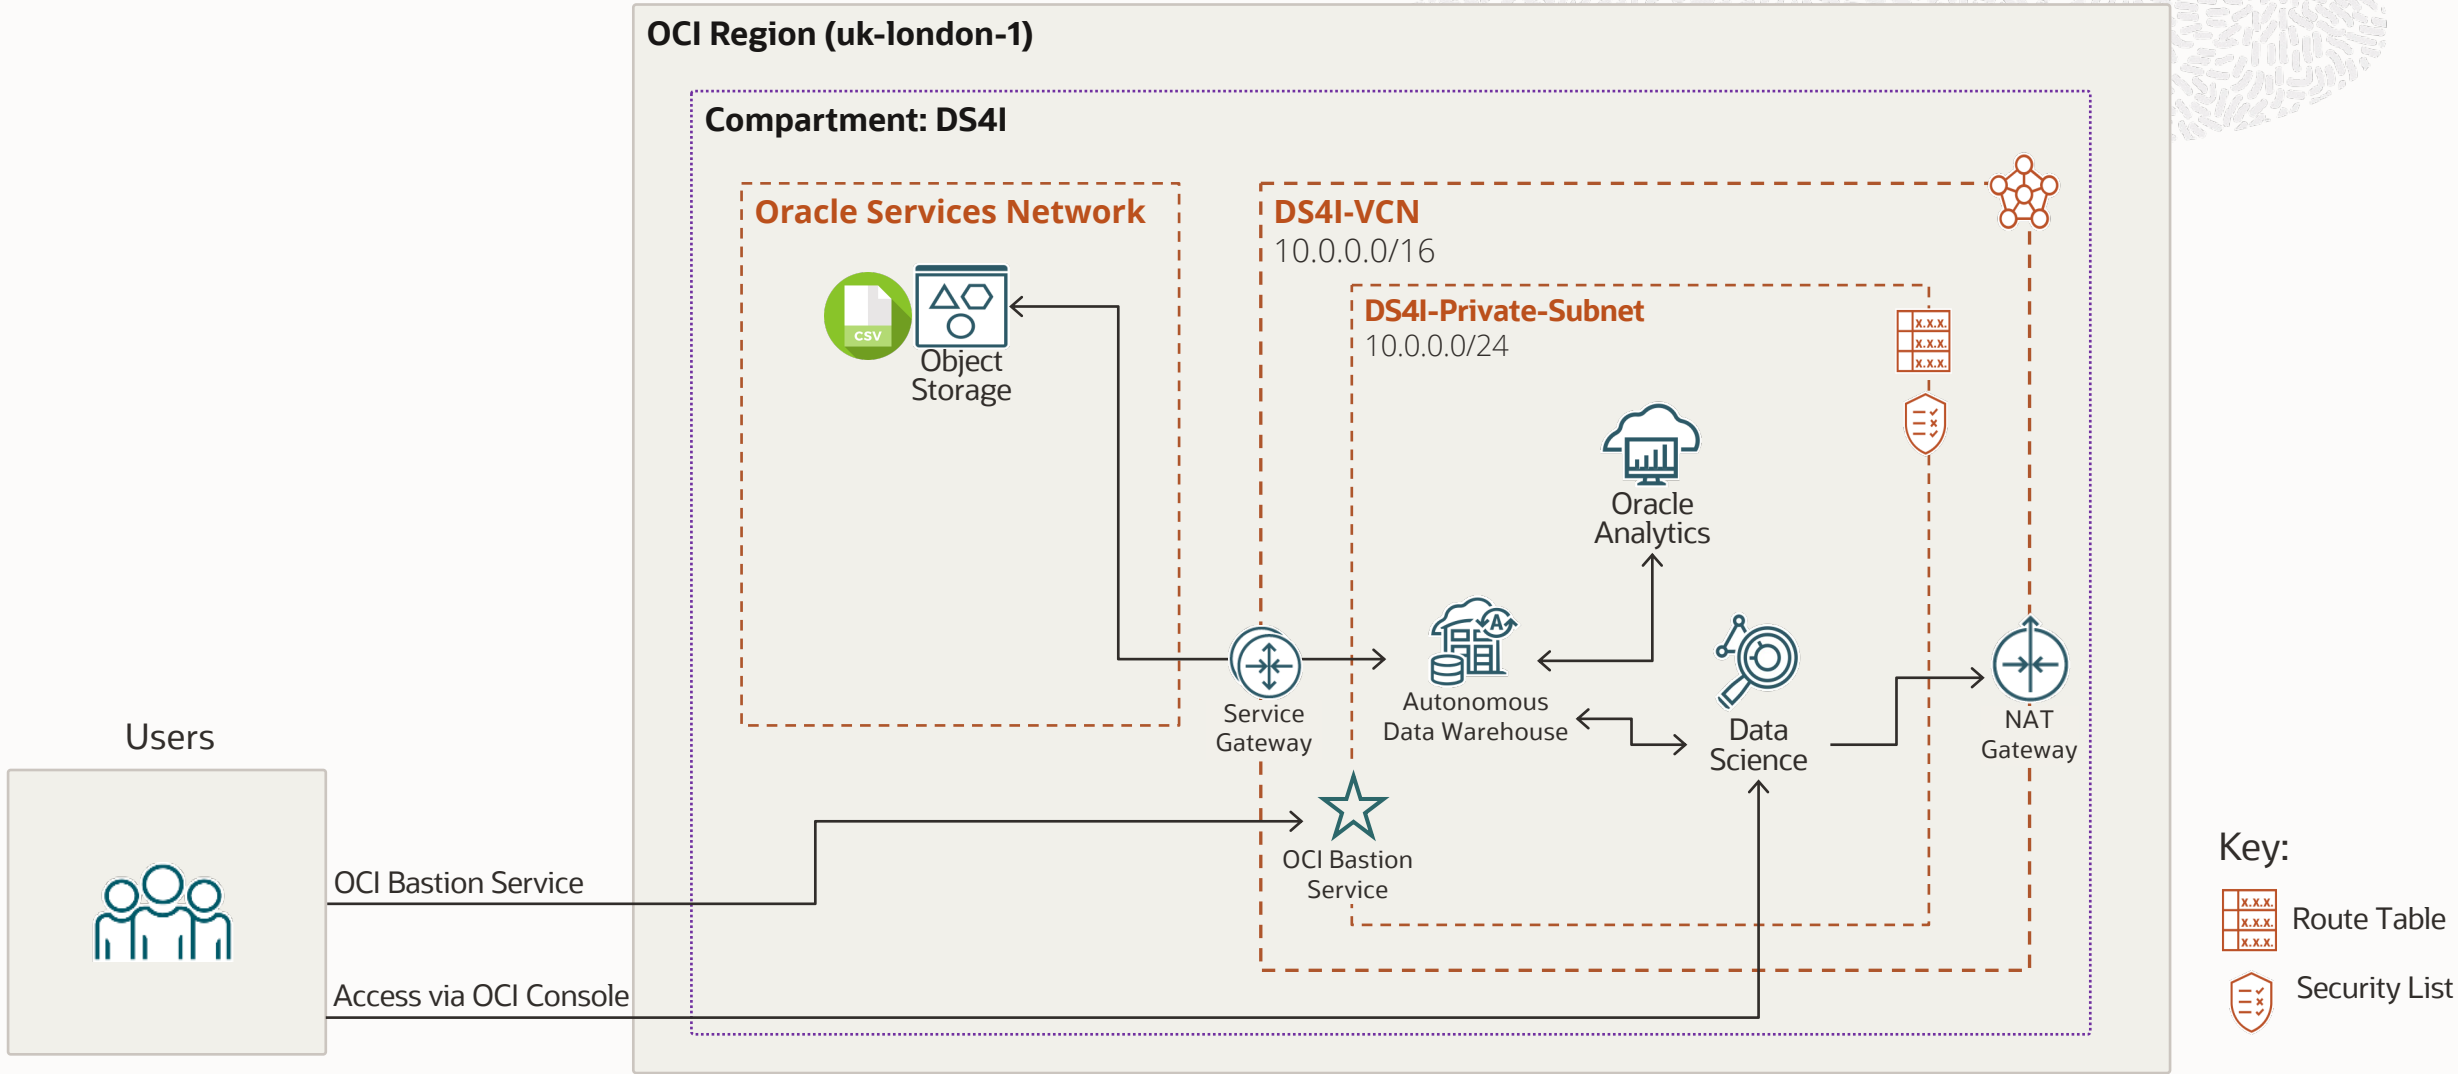 OCI Region (uk-london-1)
Compartment: DS4I
Oracle Services Network
CSV
Object
Storage
DS4I-VCN
10.0.0.0/16
DS4I-Private-Subnet
10.0.0.0/24
x.x.x.
x.x.x.
x.x.x.
Oracle
Analytics
A
Autonomous
Data Warehouse
Data
Science
Service
Gateway
NAT
Gateway
OCI Bastion
Service
Users
OCI Bastion Service
Access via OCI Console
Key:
x.x.x.
x.x.x.
x.x.x.
Route Table
Security List